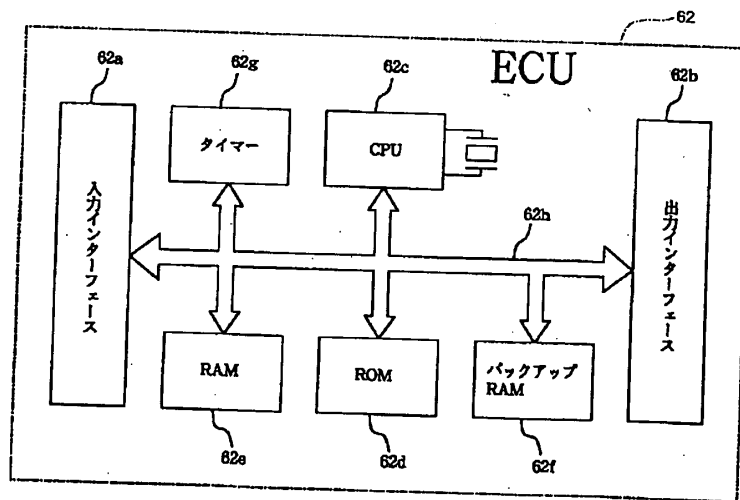 62
ECU
62a
62g
62c
62b
タイマー
CPU
入力インターフェース
62h
出力インターフェース
RAM
ROM
バックアップ
RAM
62e
62d
62f